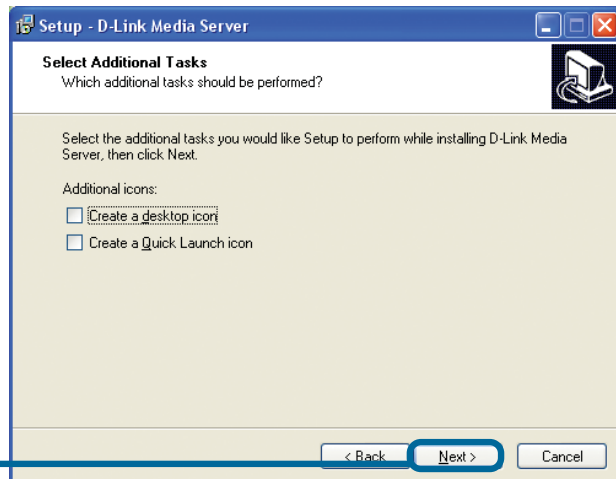 Setup - D-Link Media Server
Select Additional Tasks
Which additional tasks should be performed?
Select the additional tasks you would like Setup to perform while installing D-Link Media
Server, then click Next.
Additional icons:
Create a desktop icon
Create a Quick Launch icon
< Back
Next >
Cancel